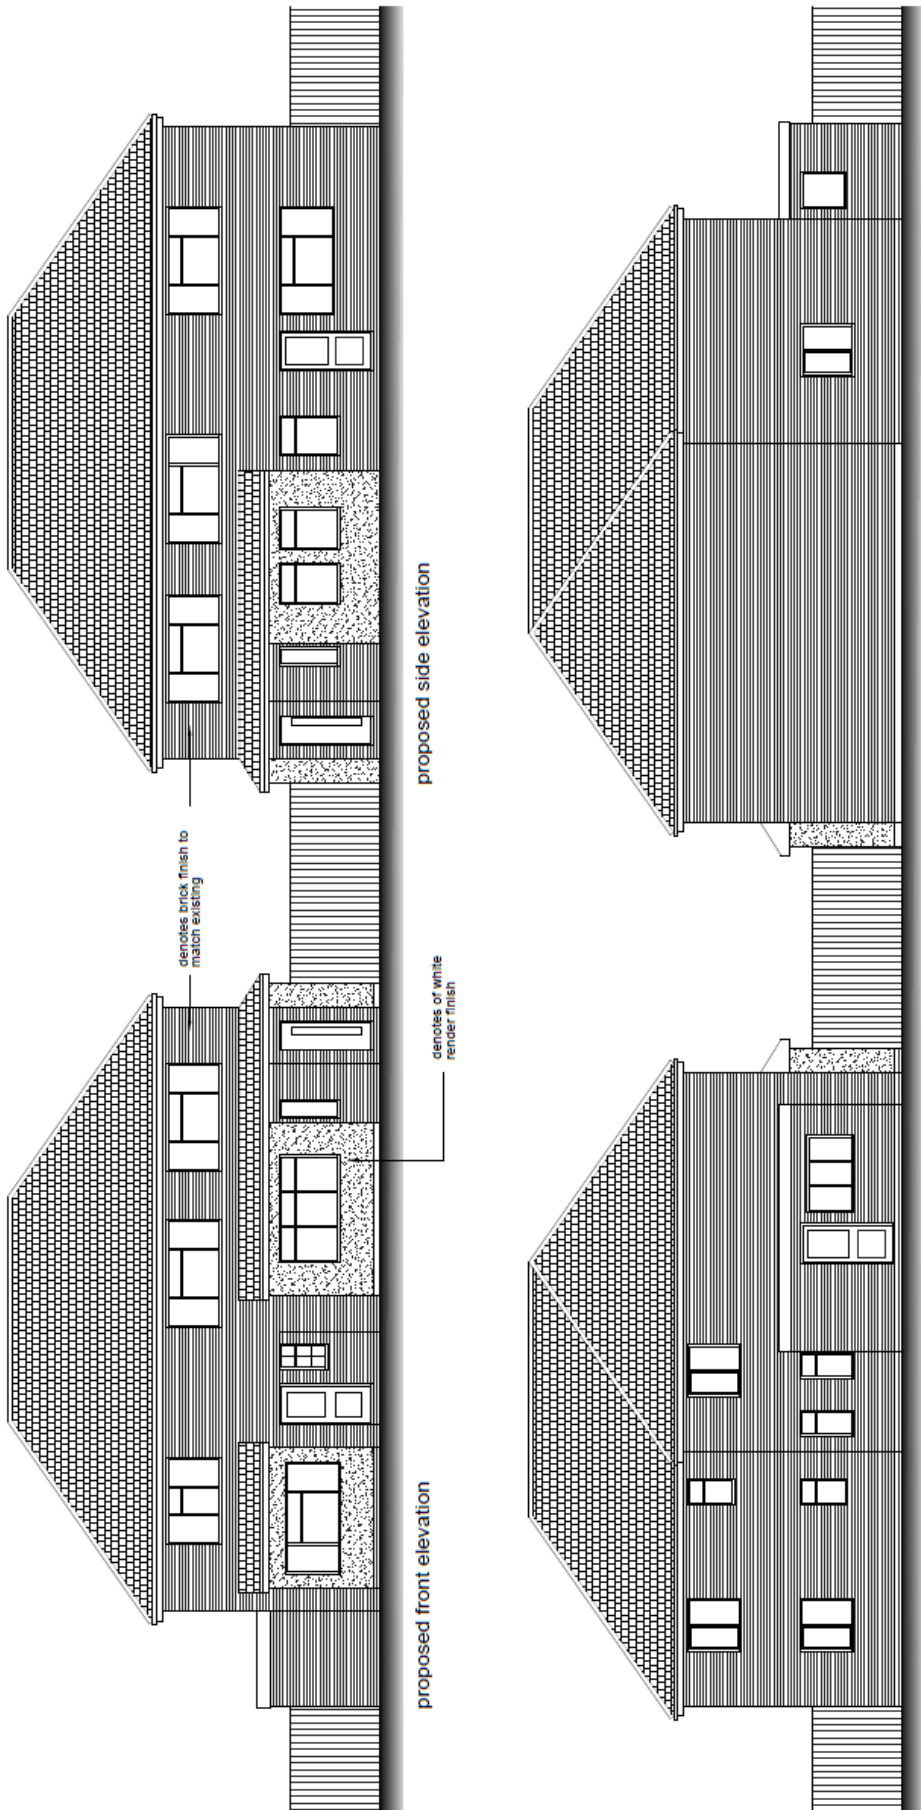 denotes brick finish to
match existing
denotes of white
render finish
proposed front elevation
proposed side elevation